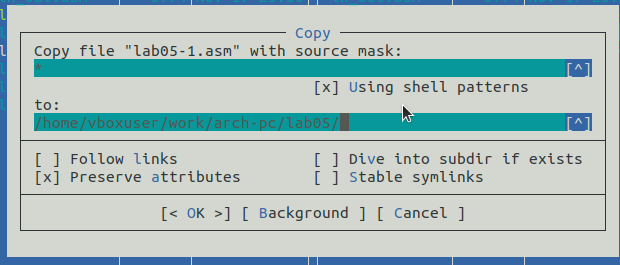 Copy
Copy file "lab05-1.asm" with source mask:
* [^]
[x] Using shell patterns
to:
/home/vboxuser/work/arch-pc/lab05/ [^]
[ ] Follow links [ ] Dive into subdir if exists
[x] Preserve attributes [ ] Stable symlinks
[< OK >] [ Background ] [ Cancel ]